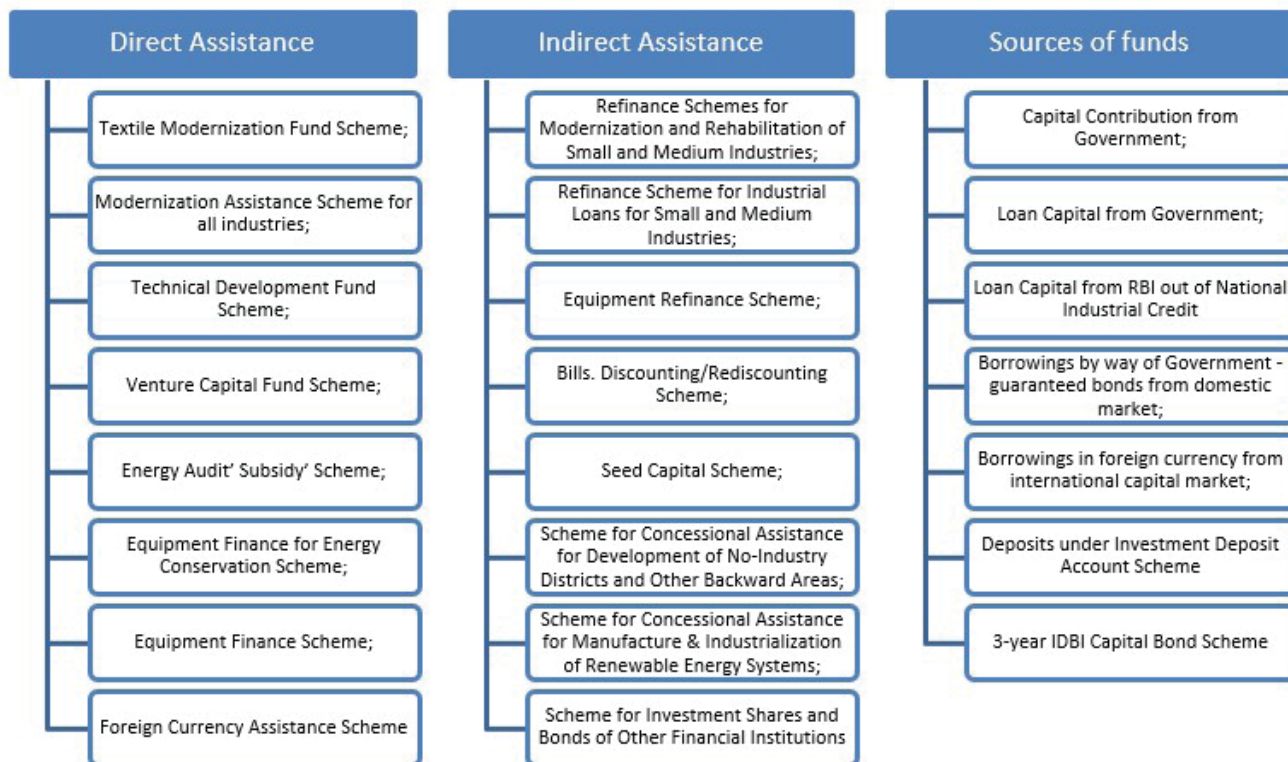 Direct Assistance
Textile Modernization Fund Scheme;
Modernization Assistance Scheme for
all industries;
Technical Development Fund
Scheme;
Venture Capital Fund Scheme;
Energy Audit’ Subsidy’ Scheme;
Equipment Finance for Energy
Conservation Scheme;
Equipment Finance Scheme;
Foreign Currency Assistance Scheme
Indirect Assistance
Refinance Schemes for
Modernization and Rehabilitation of
Small and Medium Industries;
Refinance Scheme for Industrial
Loans for Small and Medium
Industries;
Equipment Refinance Scheme;
Bills. Discounting/Rediscounting
Scheme;
Seed Capital Scheme;
Scheme for Concessional Assistance
for Development of No-Industry
Districts and Other Backward Areas;
Scheme for Concessional Assistance
for Manufacture & Industrialization
of Renewable Energy Systems;
Scheme for Investment Shares and
Bonds of Other Financial Institutions
Sources of funds
Capital Contribution from
Government;
Loan Capital from Government;
Loan Capital from RBI out of National
Industrial Credit
Borrowings by way of Government -
guaranteed bonds from domestic
market;
Borrowings in foreign currency from
international capital market;
Deposits under Investment Deposit
Account Scheme
3-year IDBI Capital Bond Scheme